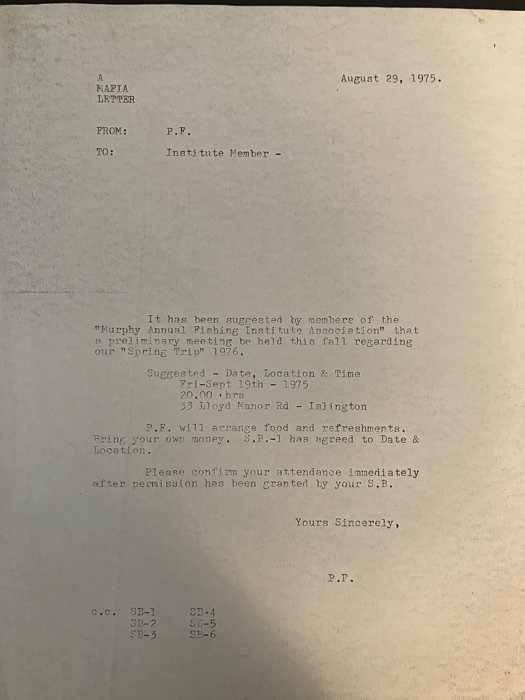 August 29, 1975.
A
MAFIA
LETTER
FROM: P.F.
TO: Institute Member -
It has been suggested by members of the
"Murphy Annual Fishing Institute Association" that
a preliminary meeting be held this fall regarding
our "Spring Trip" 1976.
Suggested - Date, Location & Time
Fri-Sept 19th - 1975
20.00 hrs
33 Lloyd Manor Rd - Islington
P.F. will arrange food and refreshments.
Bring your own money. S.B.-1 has agreed to Date &
Location.
Please confirm your attendance immediately
after permission has been granted by your S.B.
Yours Sincerely,
P.F.
c.c. SB-1 SB-4
SB-2 SB-5
SB-3 SB-6